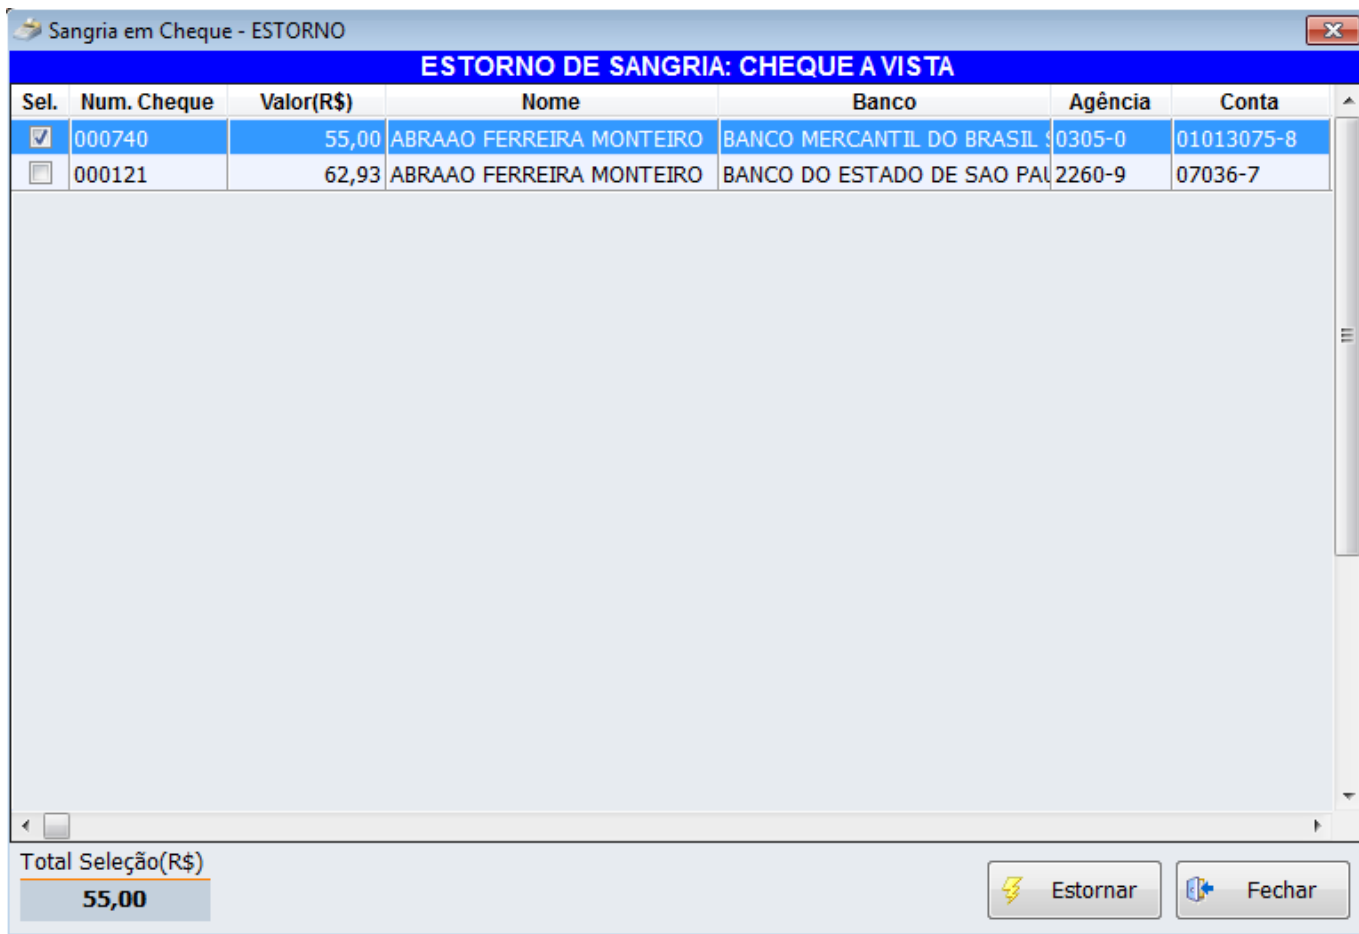 Sangria em Cheque - ESTORNO
ESTORNO DE SANGRIA: CHEQUE A VISTA
Sel. Num. Cheque Valor(R$) Nome Banco Agência Conta
000740 55,00 ABRAAO FERREIRA MONTEIRO BANCO MERCANTIL DO BRASIL 0305-0 01013075-8
000121 62,93 ABRAAO FERREIRA MONTEIRO BANCO DO ESTADO DE SAO PAU 2260-9 07036-7
Total Seleção(R$)
55,00
Estornar Fechar